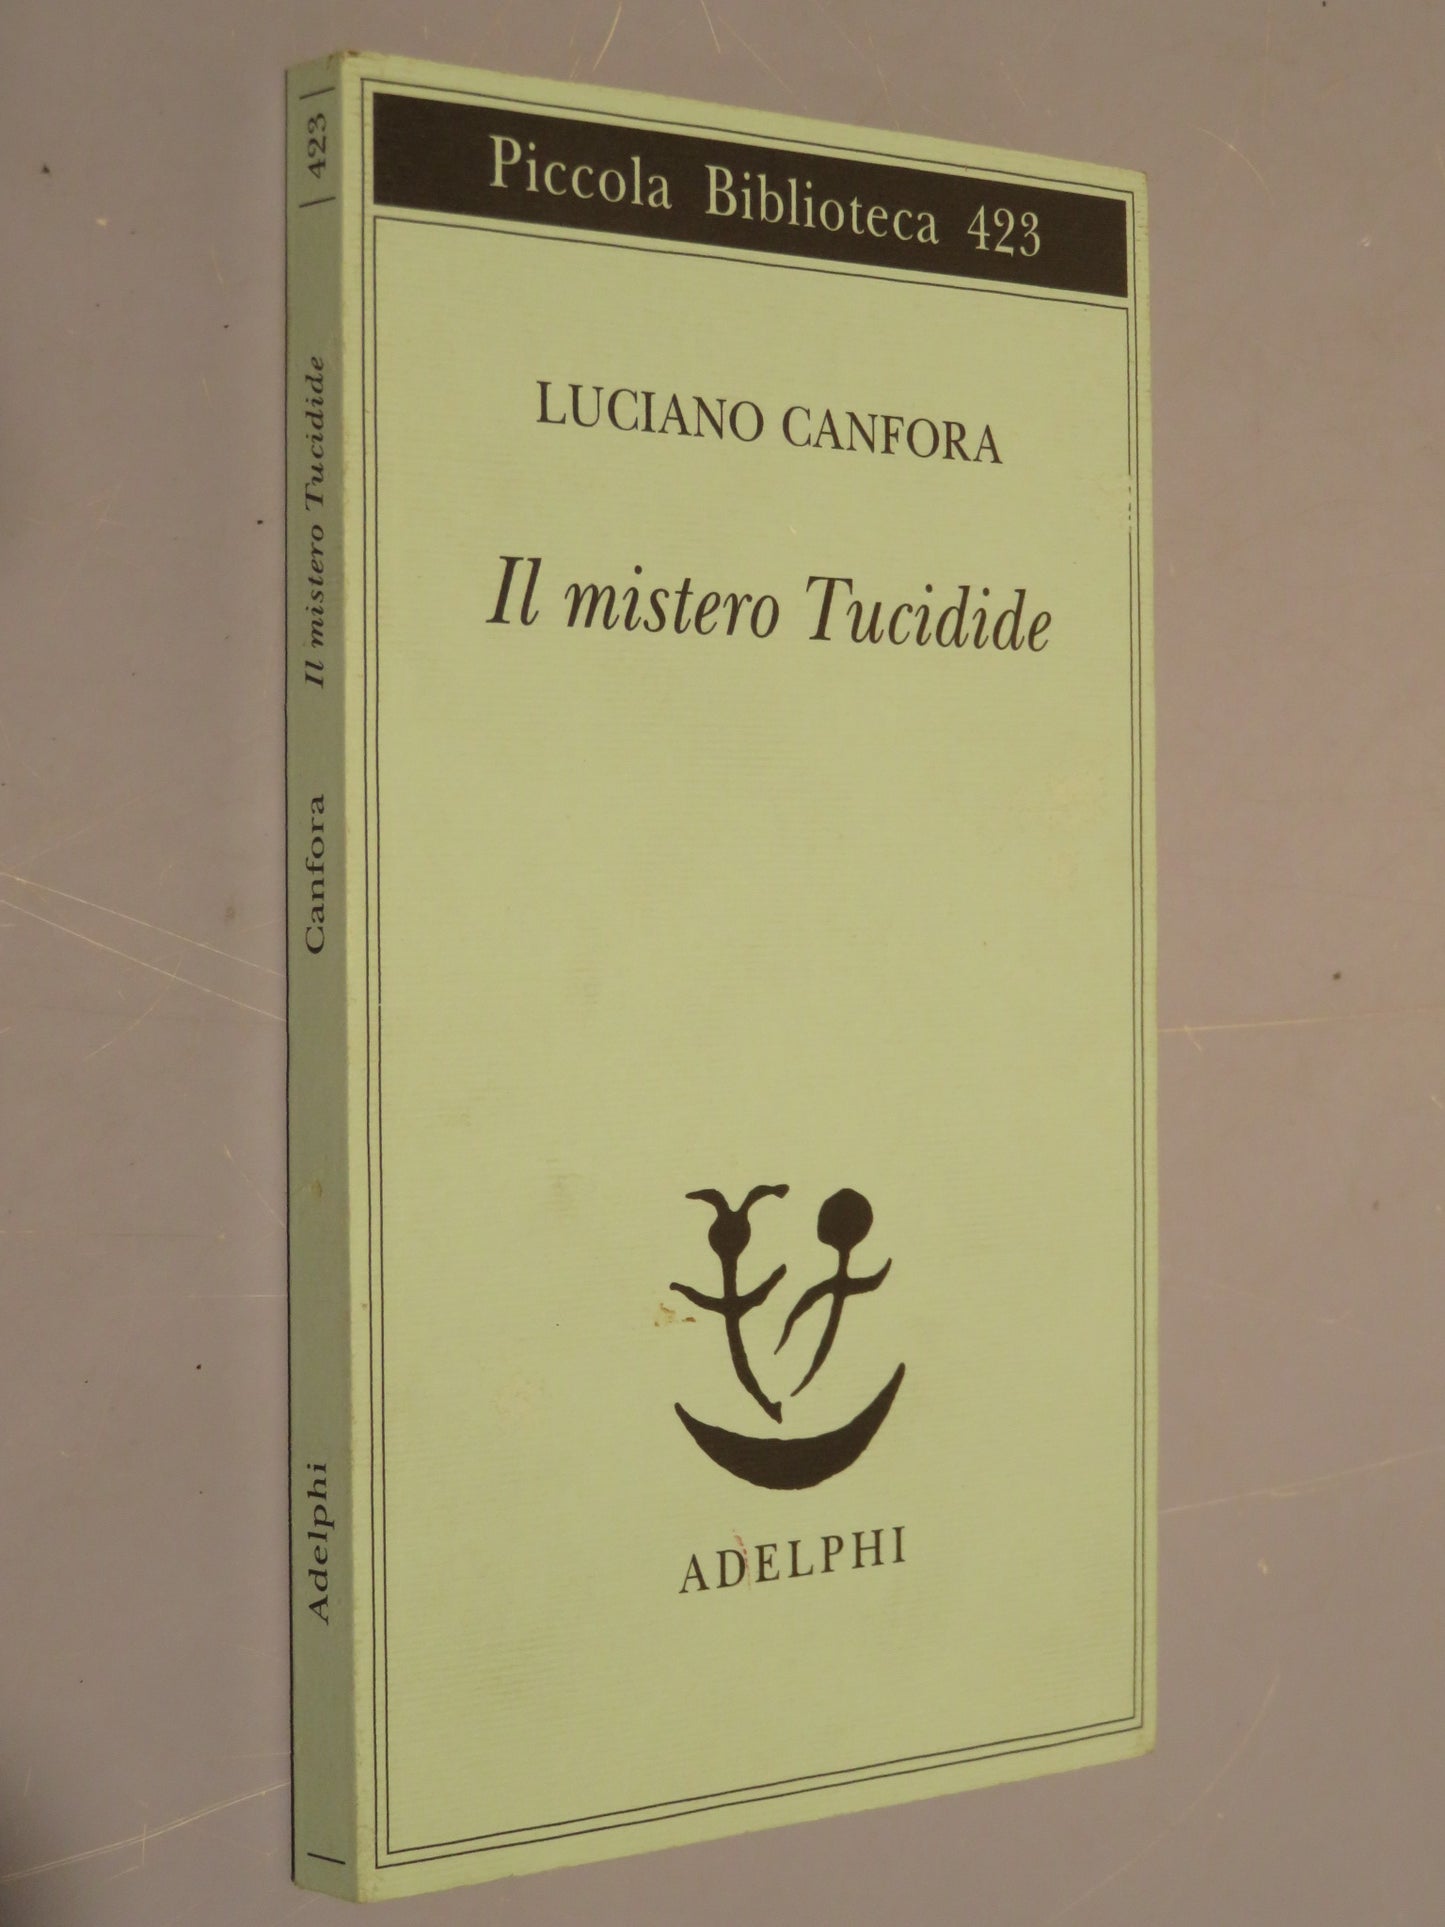 Piccola Biblioteca 423
LUCIANO CANFORA
Il mistero Tucidide
ADELPHI
Adelphi Canfora Il mistero Tucidide 423